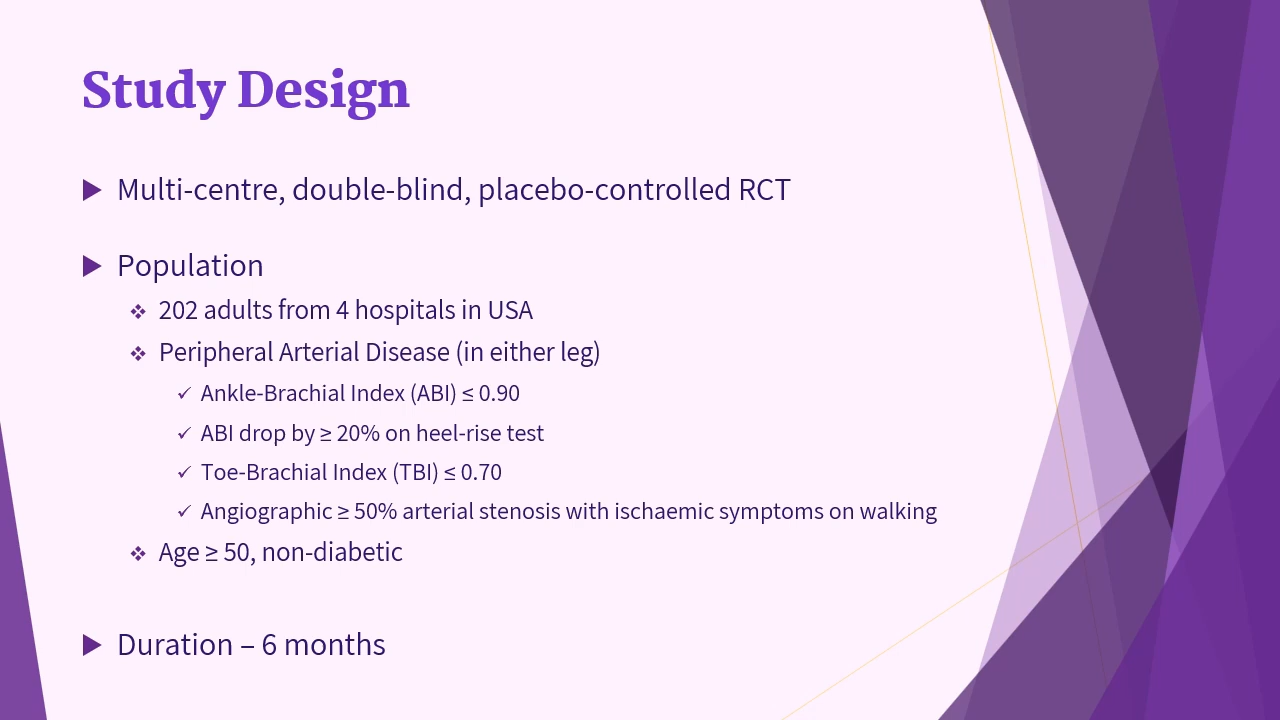 Study Design
Multi-centre, double-blind, placebo-controlled RCT
Population
202 adults from 4 hospitals in USA
Peripheral Arterial Disease (in either leg)
Ankle-Brachial Index (ABI) ≤ 0.90
ABI drop by ≥ 20% on heel-rise test
Toe-Brachial Index (TBI) ≤ 0.70
Angiographic ≥ 50% arterial stenosis with ischaemic symptoms on walking
Age ≥ 50, non-diabetic
Duration – 6 months